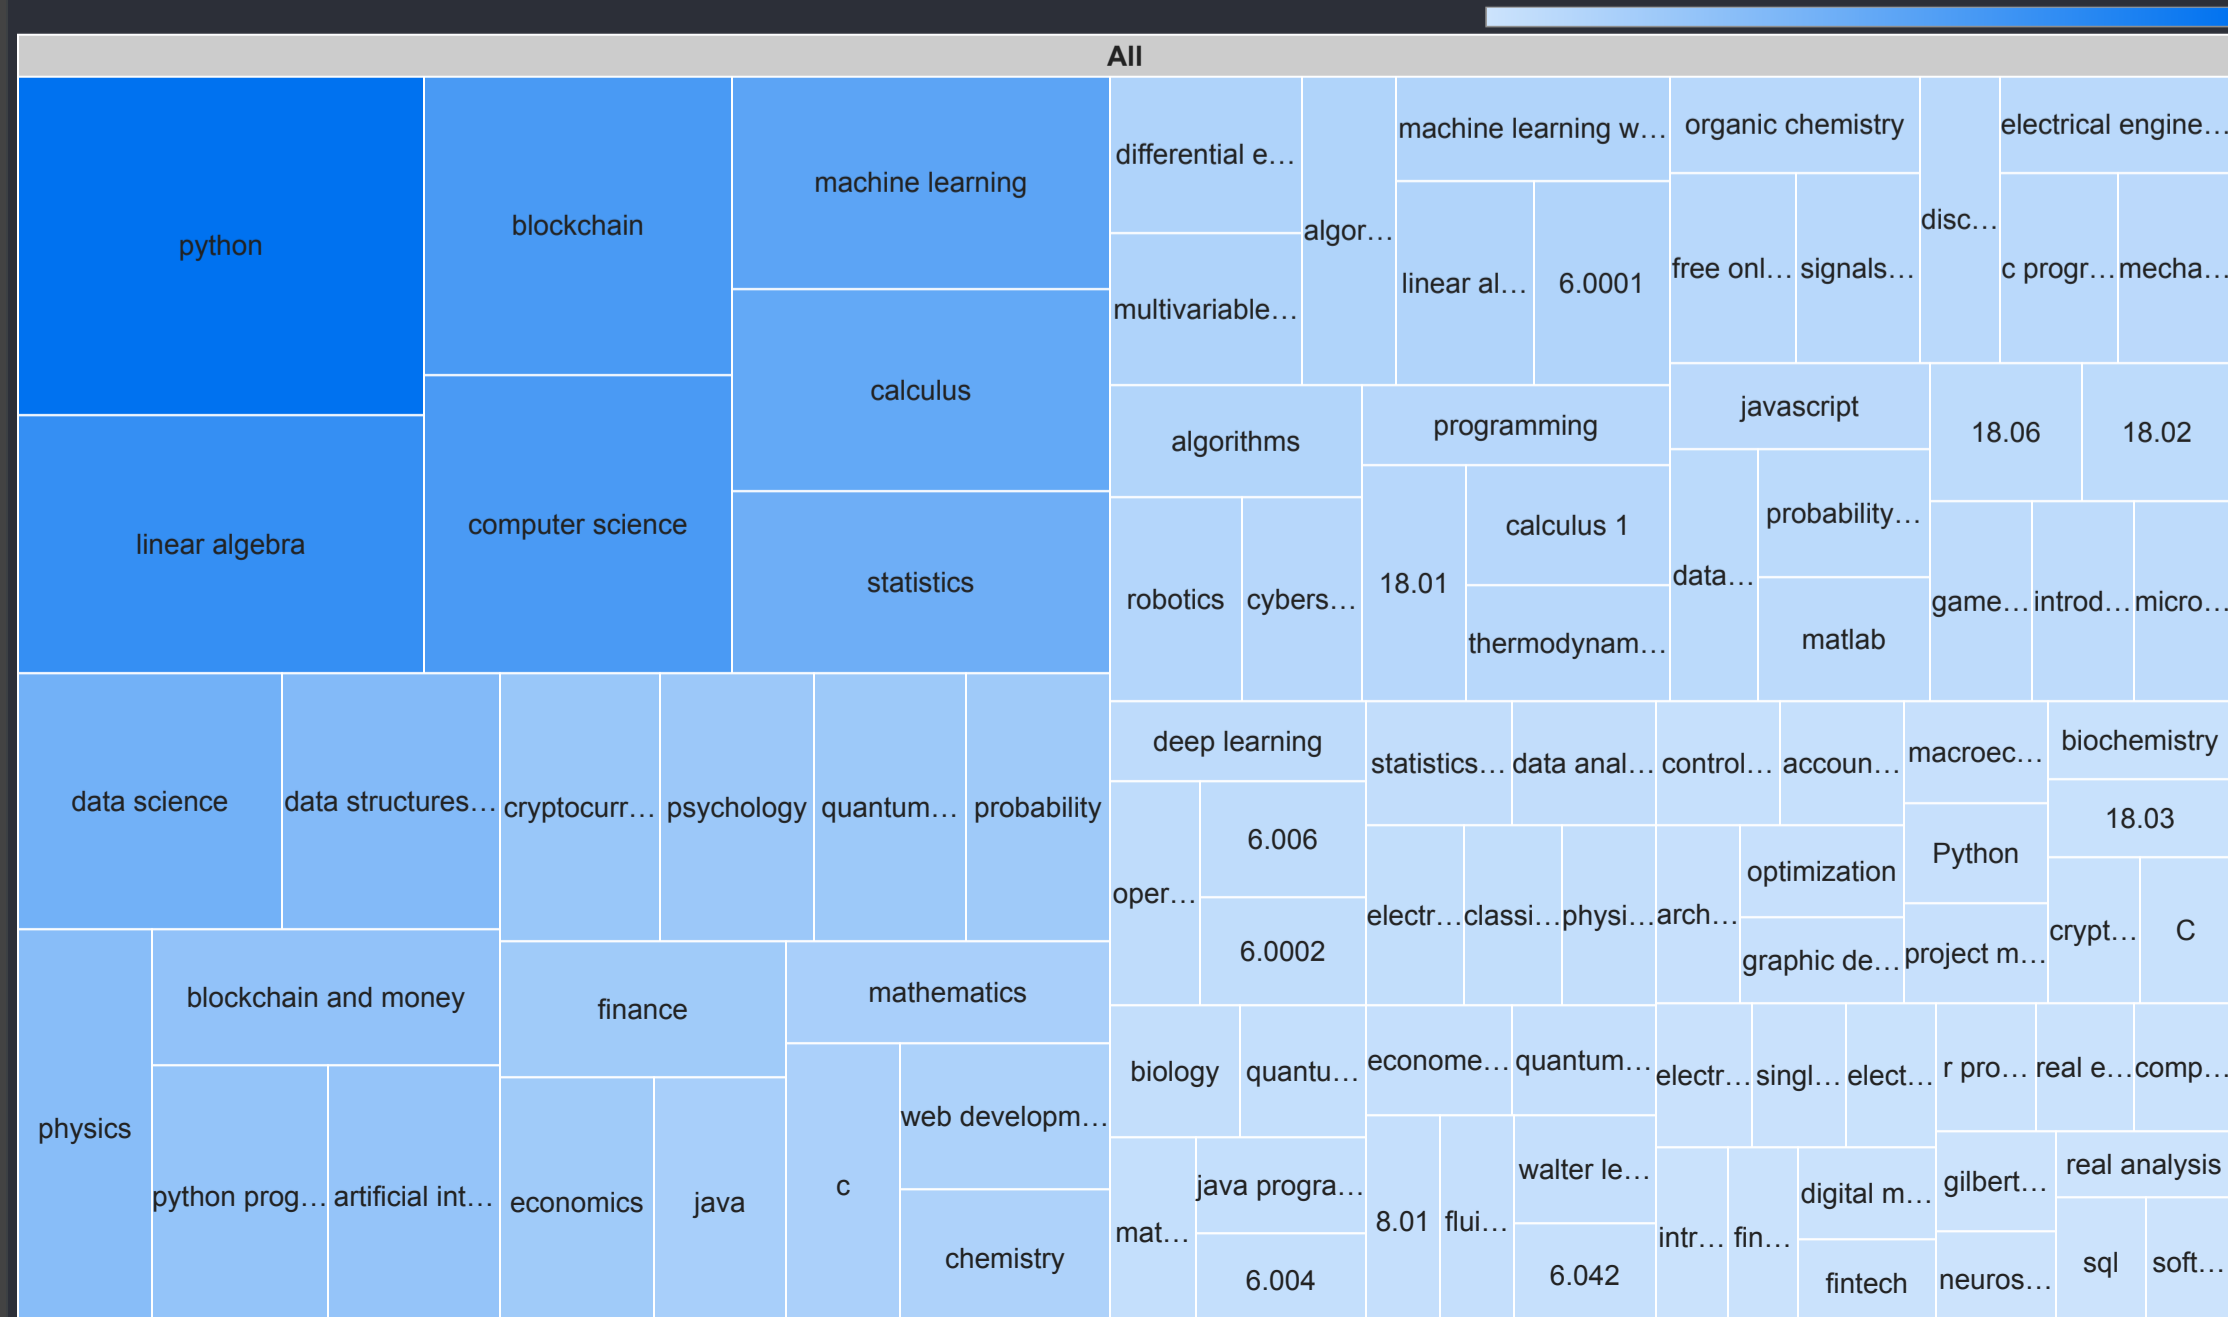 All
python
linear algebra
blockchain
computer science
machine learning
calculus
statistics
data science
data structures…
physics
blockchain and money
python prog…
artificial int…
cryptocurr…
psychology
quantum…
probability
finance
economics
java
mathematics
c
web developm…
chemistry
differential e…
multivariable…
algor…
machine learning w…
linear al…
6.0001
algorithms
robotics
cybers…
programming
18.01
calculus 1
thermodynam…
organic chemistry
free onl…
signals…
disc…
electrical engine…
c progr…
mecha…
javascript
data…
probability…
matlab
18.06
18.02
game…
introd…
micro…
deep learning
oper…
6.006
6.0002
biology
quantu…
mat…
java progra…
6.004
statistics…
data anal…
electr…
classi…
physi…
econome…
quantum…
8.01
flui…
walter le…
6.042
control…
accoun…
arch…
optimization
graphic de…
macroec…
Python
project m…
biochemistry
18.03
crypt…
C
electr…
singl…
elect…
intr…
fin…
digital m…
fintech
r pro…
real e…
comp…
gilbert…
neuros…
real analysis
sql
soft…